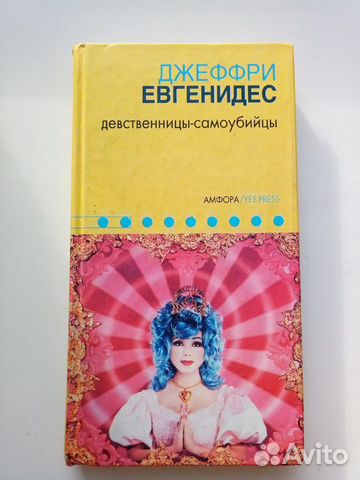 ДЖЕФФРИ
ЕВГЕНИДЕС
девственницы-самоубийцы
АМФОРА/YES PRESS
Avito